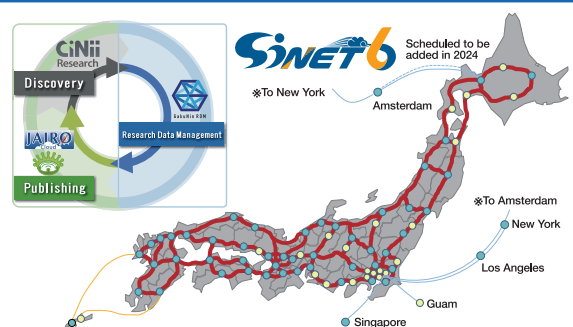 CiNii
Research
Discovery
GakuNin RDM
Research Data Management
JAIRO
Cloud
Publishing
SINET6
Scheduled to be
added in 2024
※To New York
Amsterdam
※To Amsterdam
New York
Los Angeles
Guam
Singapore